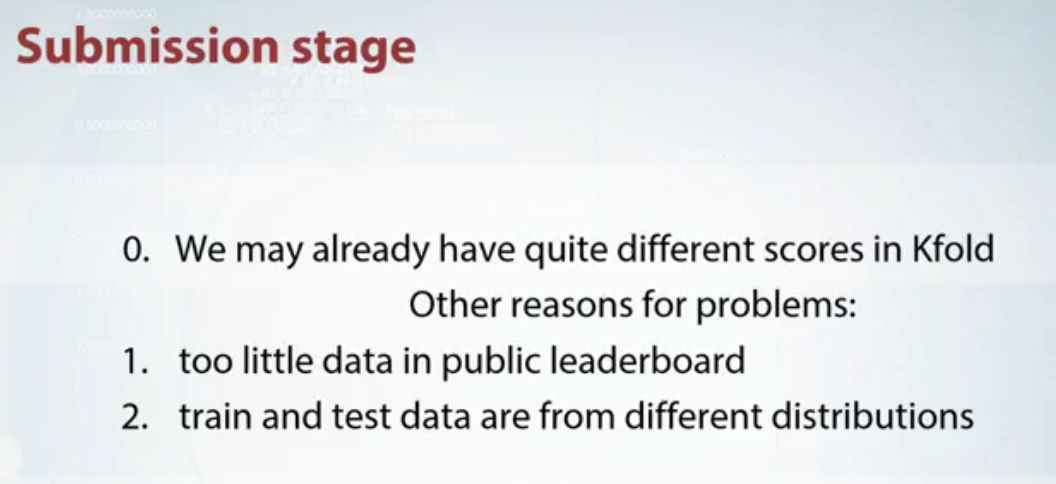 Submission stage
0. We may already have quite different scores in Kfold
Other reasons for problems:
1. too little data in public leaderboard
2. train and test data are from different distributions